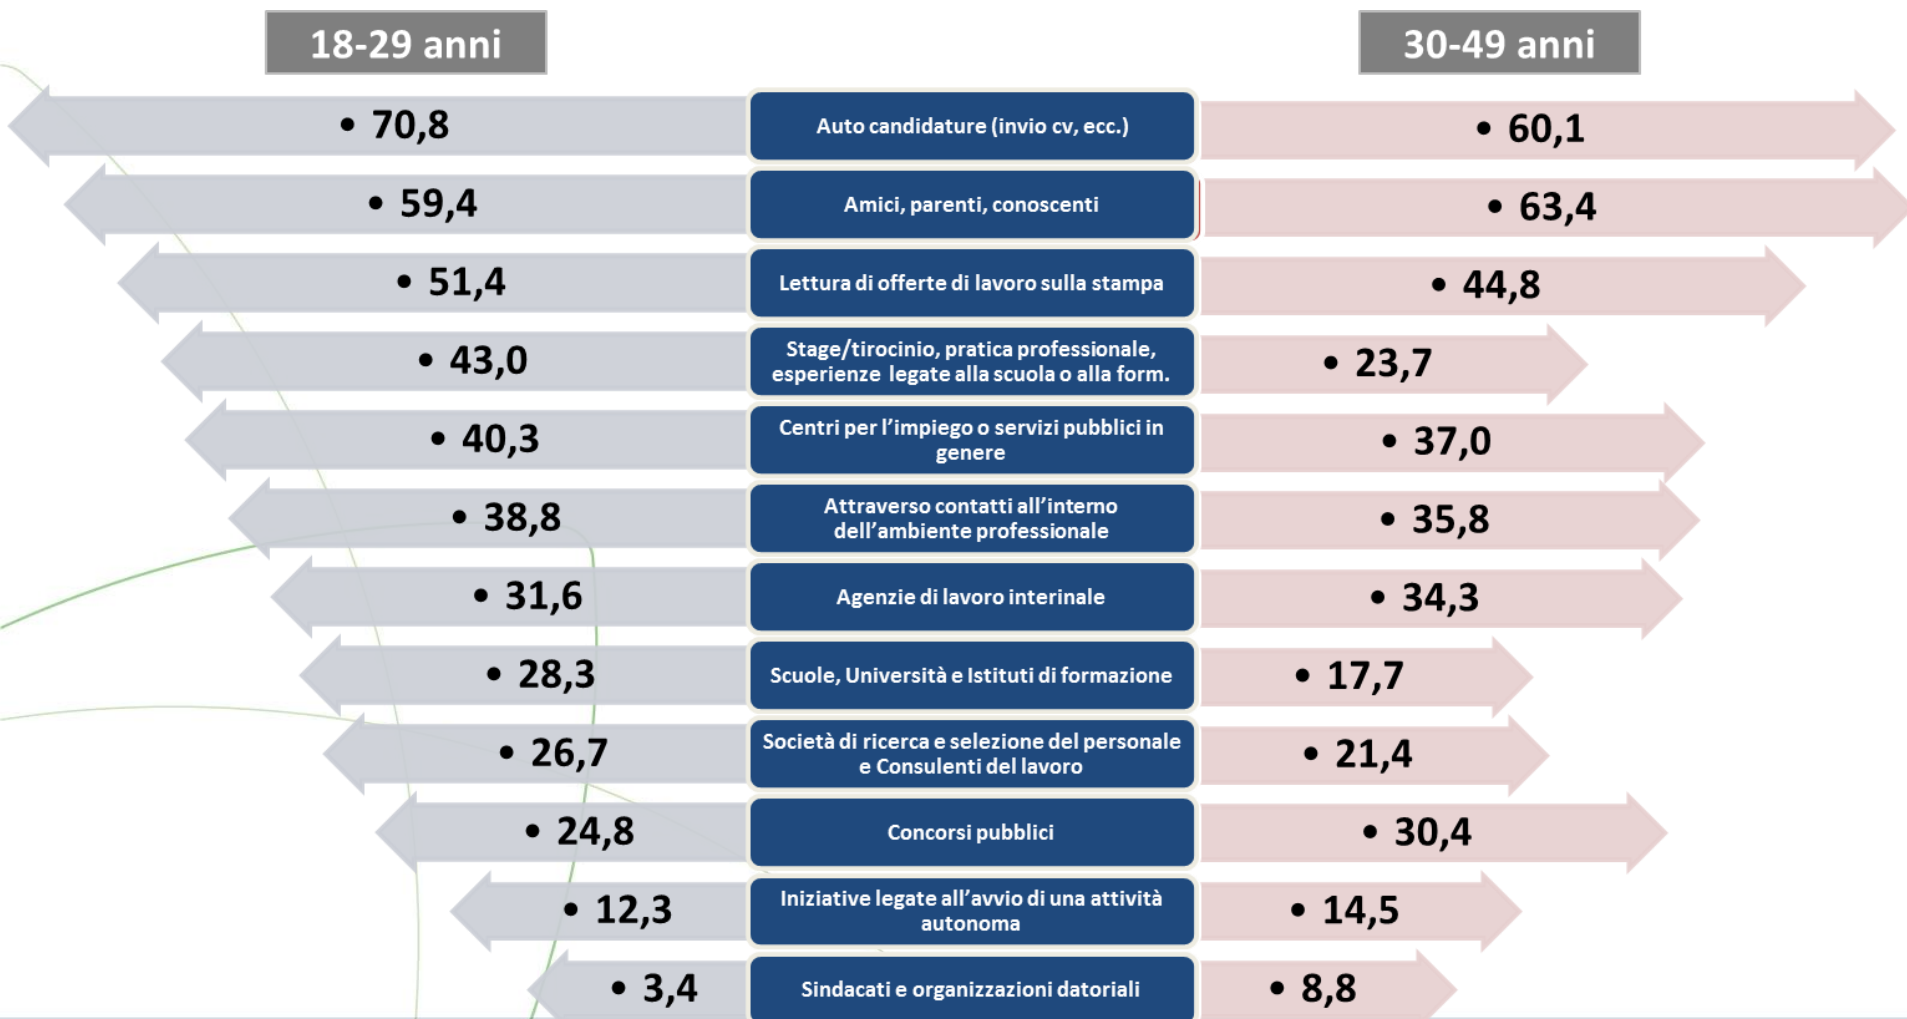 18-29 anni
30-49 anni
• 70,8
Auto candidature (invio cv, ecc.)
• 60,1
• 59,4
Amici, parenti, conoscenti
• 63,4
• 51,4
Lettura di offerte di lavoro sulla stampa
• 44,8
• 43,0
Stage/tirocinio, pratica professionale,
esperienze legate alla scuola o alla form.
• 23,7
• 40,3
Centri per l'impiego o servizi pubblici in
genere
• 37,0
• 38,8
Attraverso contatti all'interno
dell'ambiente professionale
• 35,8
• 31,6
Agenzie di lavoro interinale
• 34,3
• 28,3
Scuole, Università e Istituti di formazione
• 17,7
• 26,7
Società di ricerca e selezione del personale
e Consulenti del lavoro
• 21,4
• 24,8
Concorsi pubblici
• 30,4
• 12,3
Iniziative legate all'avvio di una attività
autonoma
• 14,5
• 3,4
Sindacati e organizzazioni datoriali
• 8,8